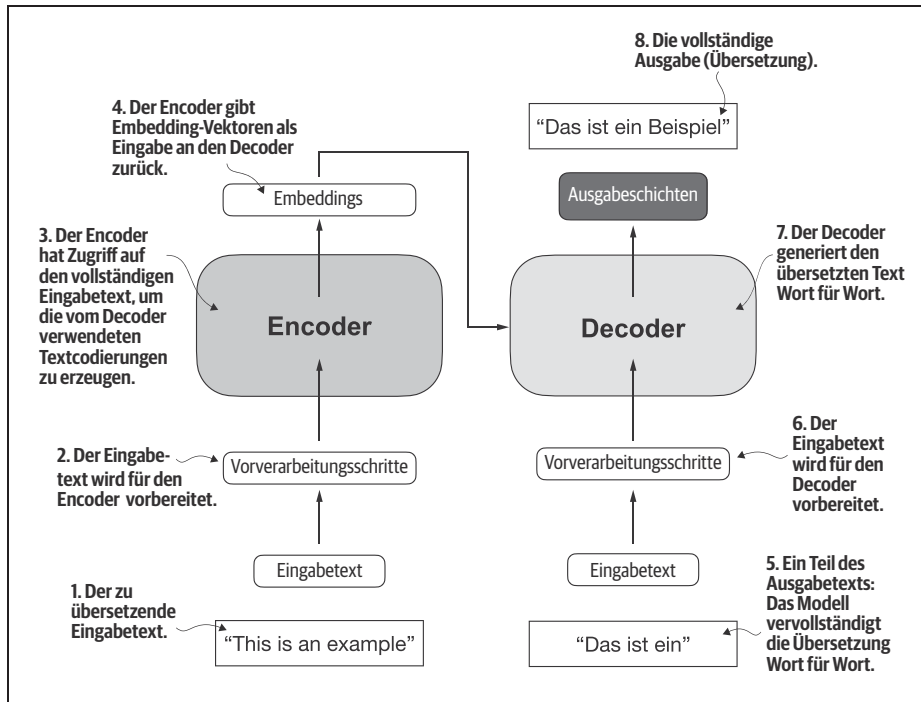 8. Die vollständige
Ausgabe (Übersetzung).
4. Der Encoder gibt
Embedding-Vektoren als
Eingabe an den Decoder
zurück.
“Das ist ein Beispiel”
Embeddings
Ausgabeschichten
3. Der Encoder
hat Zugriff auf
den vollständigen
Eingabetext, um
die vom Decoder
verwendeten
Textcodierungen
zu erzeugen.
Encoder
Decoder
7. Der Decoder
generiert den
übersetzten Text
Wort für Wort.
2. Der Eingabe-
text wird für den
Encoder vorbereitet.
Vorverarbeitungsschritte
Vorverarbeitungsschritte
6. Der
Eingabetext
wird für den
Decoder
vorbereitet.
Eingabetext
Eingabetext
1. Der zu
übersetzende
Eingabetext.
“This is an example”
“Das ist ein”
5. Ein Teil des
Ausgabetexts:
Das Modell
vervollständigt
die Übersetzung
Wort für Wort.